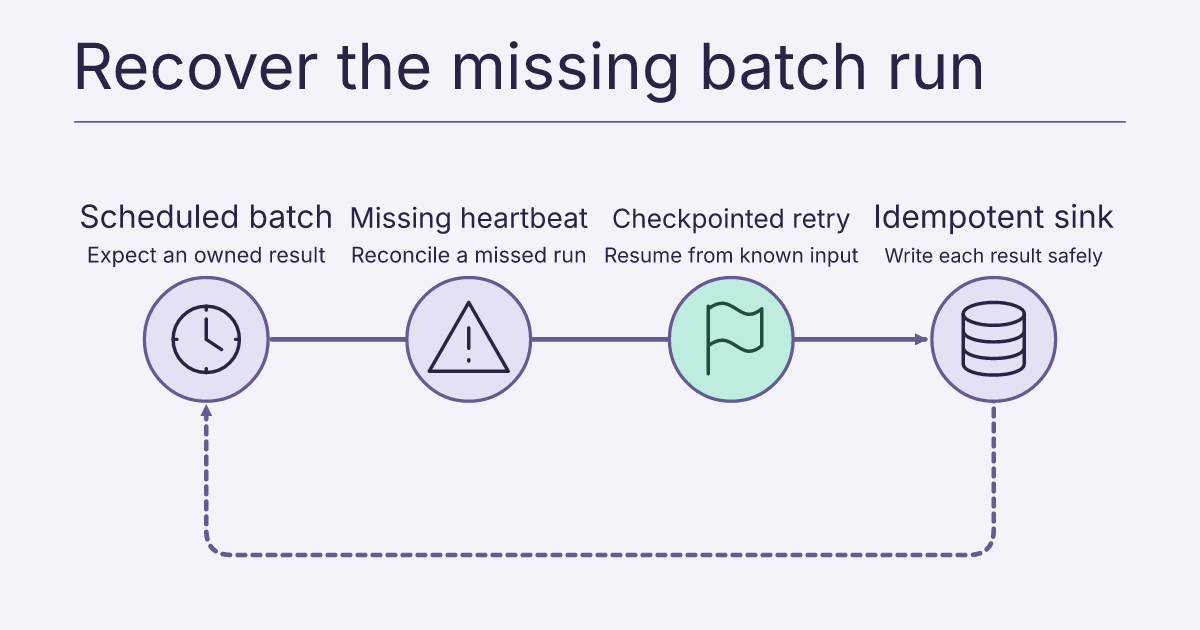 Recover the missing batch run
Scheduled batch
Expect an owned result
Missing heartbeat
Reconcile a missed run
Checkpointed retry
Resume from known input
Idempotent sink
Write each result safely